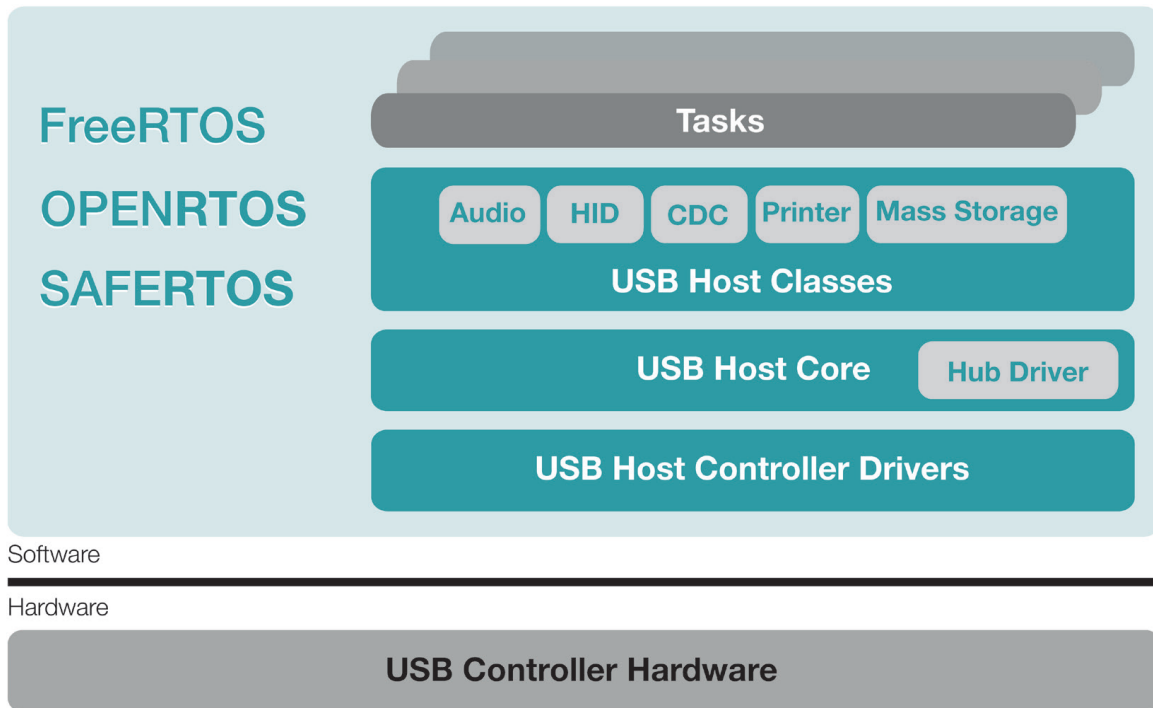 FreeRTOS
OPENRTOS
SAFERTOS
Tasks
Audio HID CDC Printer Mass Storage
USB Host Classes
USB Host Core Hub Driver
USB Host Controller Drivers
Software
Hardware
USB Controller Hardware